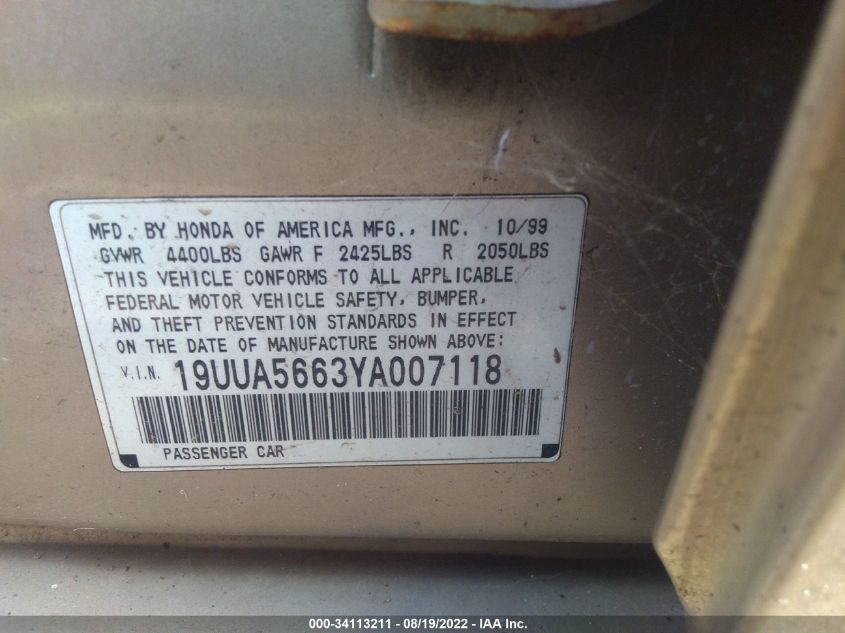 MFD. BY HONDA OF AMERICA MFG., INC. 10/99
GVWR 4400LBS GAWR F 2425LBS R 2050LBS
THIS VEHICLE CONFORMS TO ALL APPLICABLE
FEDERAL MOTOR VEHICLE SAFETY, BUMPER,
AND THEFT PREVENTION STANDARDS IN EFFECT
ON THE DATE OF MANUFACTURE SHOWN ABOVE:
V.I.N. 19UUA5663YA007118
PASSENGER CAR
000-34113211 - 08/19/2022 - IAA Inc.